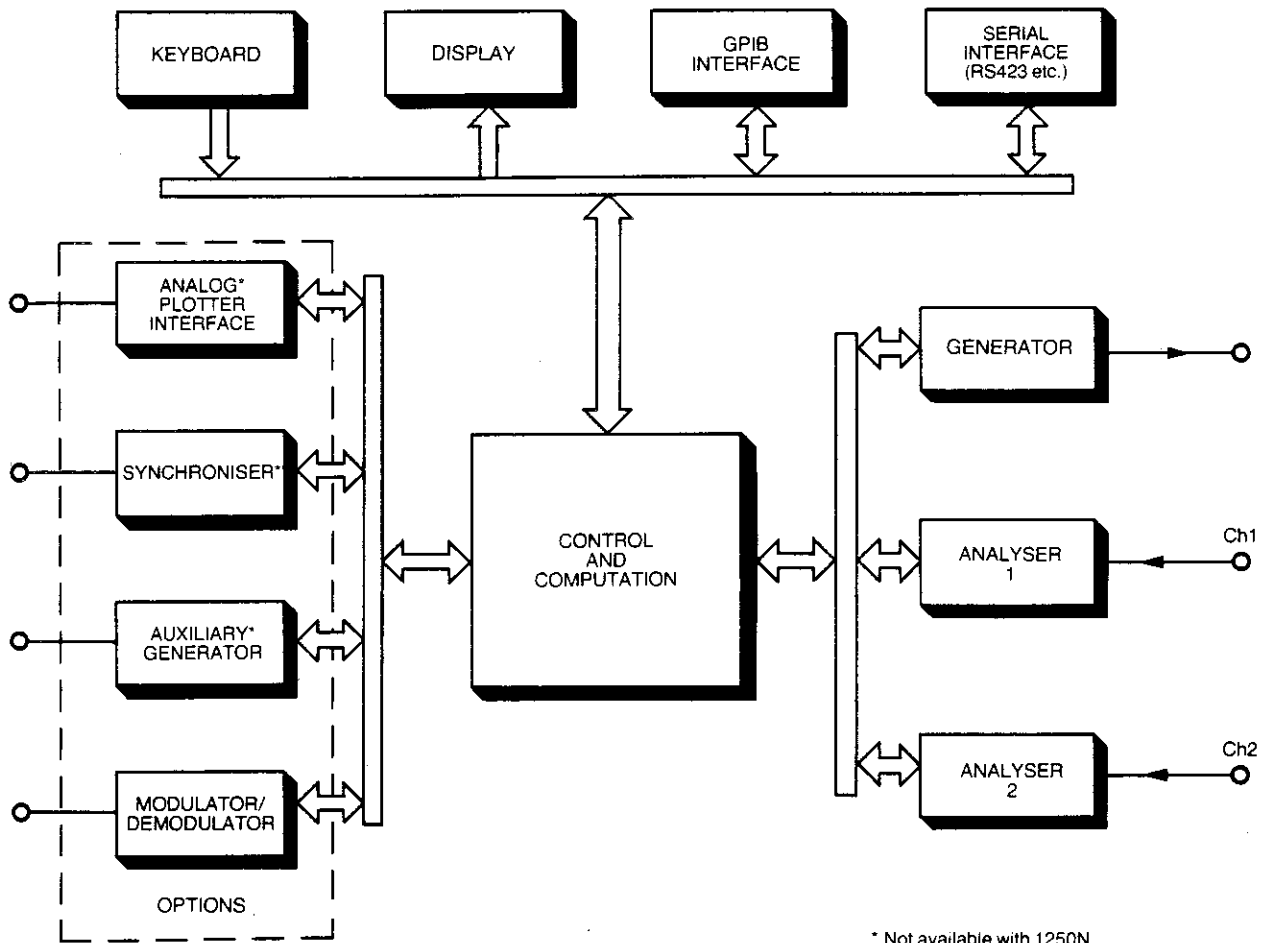 KEYBOARD
DISPLAY
GPIB
INTERFACE
SERIAL
INTERFACE
(RS423 etc.)
ANALOG*
PLOTTER
INTERFACE
SYNCHRONISER*
AUXILIARY*
GENERATOR
MODULATOR/
DEMODULATOR
OPTIONS
CONTROL
AND
COMPUTATION
GENERATOR
ANALYSER
1
Ch1
ANALYSER
2
Ch2
* Not available with 1250N